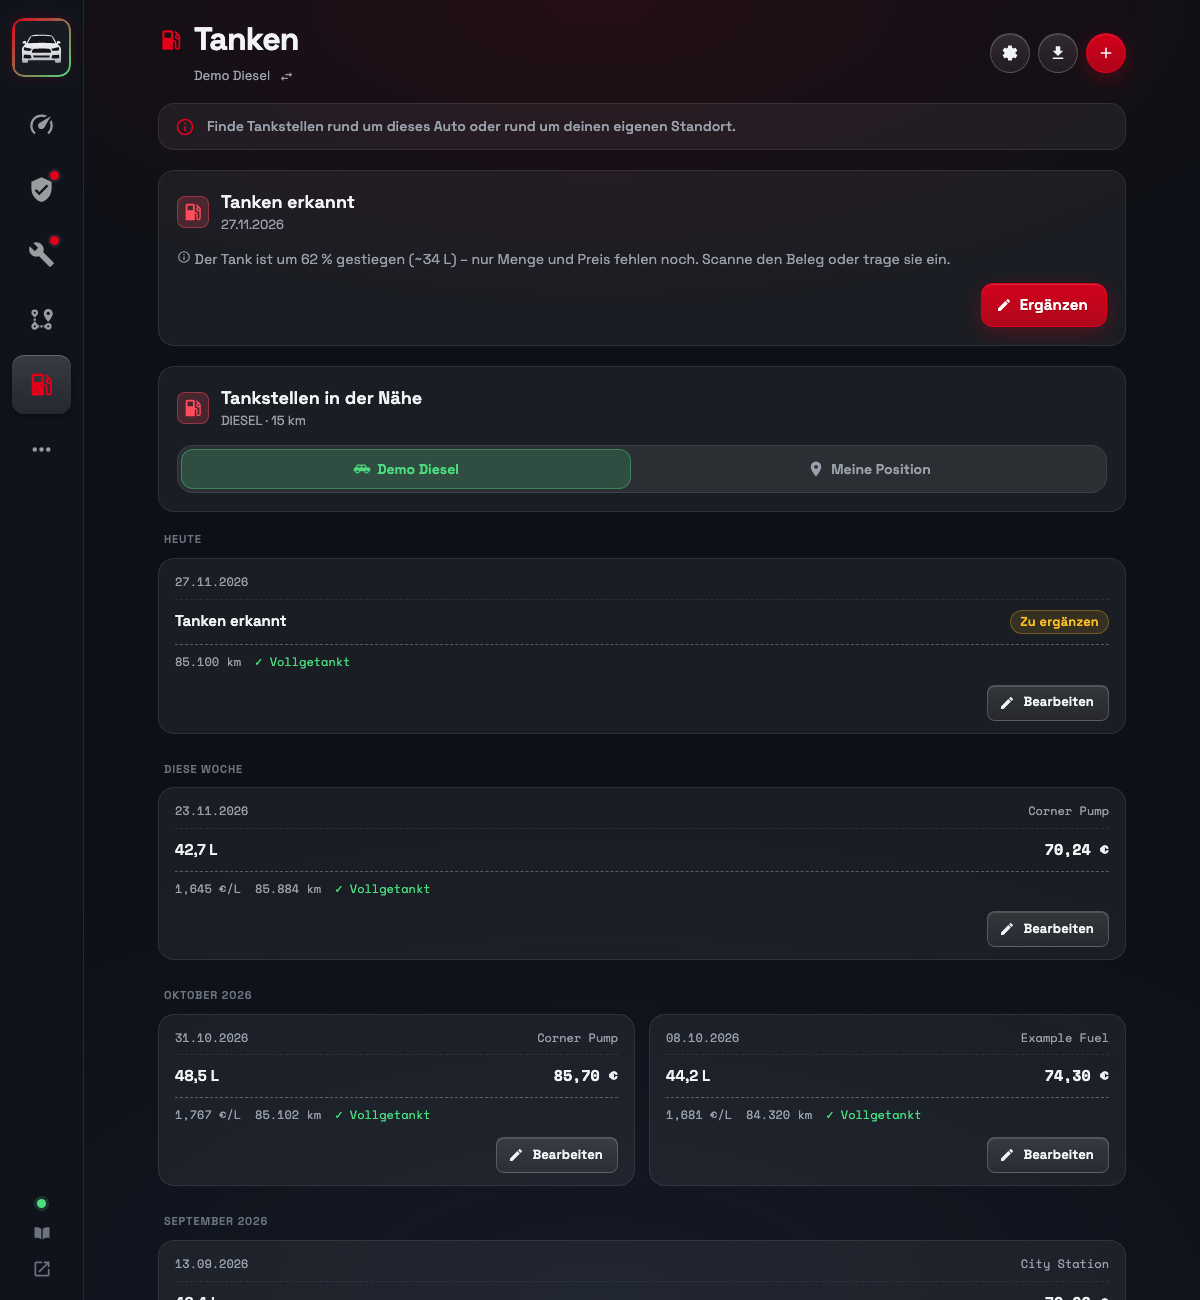 Tanken
Demo Diesel
Finde Tankstellen rund um dieses Auto oder rund um deinen eigenen Standort.
Tanken erkannt
27.11.2026
Der Tank ist um 62 % gestiegen (~34 L) – nur Menge und Preis fehlen noch. Scanne den Beleg oder trage sie ein.
Ergänzen
Tankstellen in der Nähe
DIESEL · 15 km
Demo Diesel
Meine Position
HEUTE
27.11.2026
Tanken erkannt
Zu ergänzen
85.100 km ✓ Vollgetankt
Bearbeiten
DIESE WOCHE
23.11.2026
Corner Pump
42,7 L
70,24 €
1,645 €/L 85.884 km ✓ Vollgetankt
Bearbeiten
OKTOBER 2026
31.10.2026
Corner Pump
48,5 L
85,70 €
1,767 €/L 85.102 km ✓ Vollgetankt
Bearbeiten
08.10.2026
Example Fuel
44,2 L
74,30 €
1,681 €/L 84.320 km ✓ Vollgetankt
Bearbeiten
SEPTEMBER 2026
13.09.2026
City Station